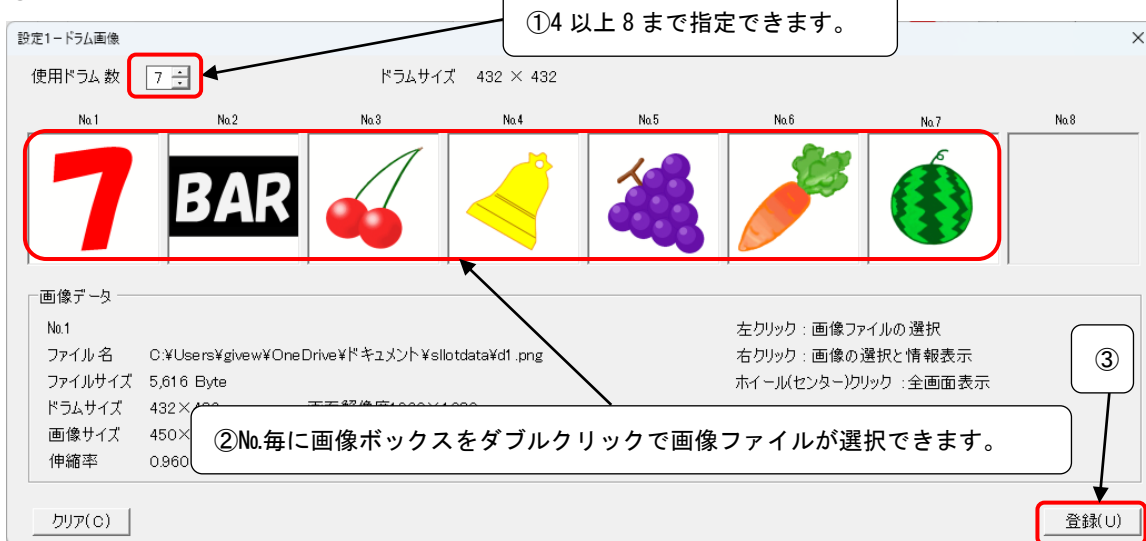 ①4 以上 8 まで指定できます。
設定1ードラム画像
使用ドラム 数 7
ドラムサイズ 432 × 432
No.1 No.2 No.3 No.4 No.5 No.6 No.7 No.8
7 BAR
画像データ
No.1
左クリック : 画像ファイルの 選択
ファイル 名 C:¥Users¥givew¥OneDrive¥ドキュメント¥sllotdata¥d1.png
右クリック : 画像の 選択と情報表示
③
ファイルサイズ 5,616 Byte
ホイール(センター)クリック : 全画面 表示
ドラムサイズ 432×
画像サイズ 450×
②No.毎に画像ボックスをダブルクリックで画像ファイルが選択できます。
伸縮率 0.960
クリア(C)
登録(U)